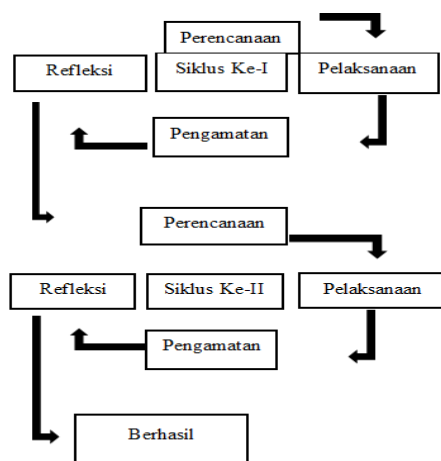 Perencanaan
Refleksi
Siklus Ke-I
Pelaksanaan
Pengamatan
Perencanaan
Refleksi
Siklus Ke-II
Pelaksanaan
Pengamatan
Berhasil